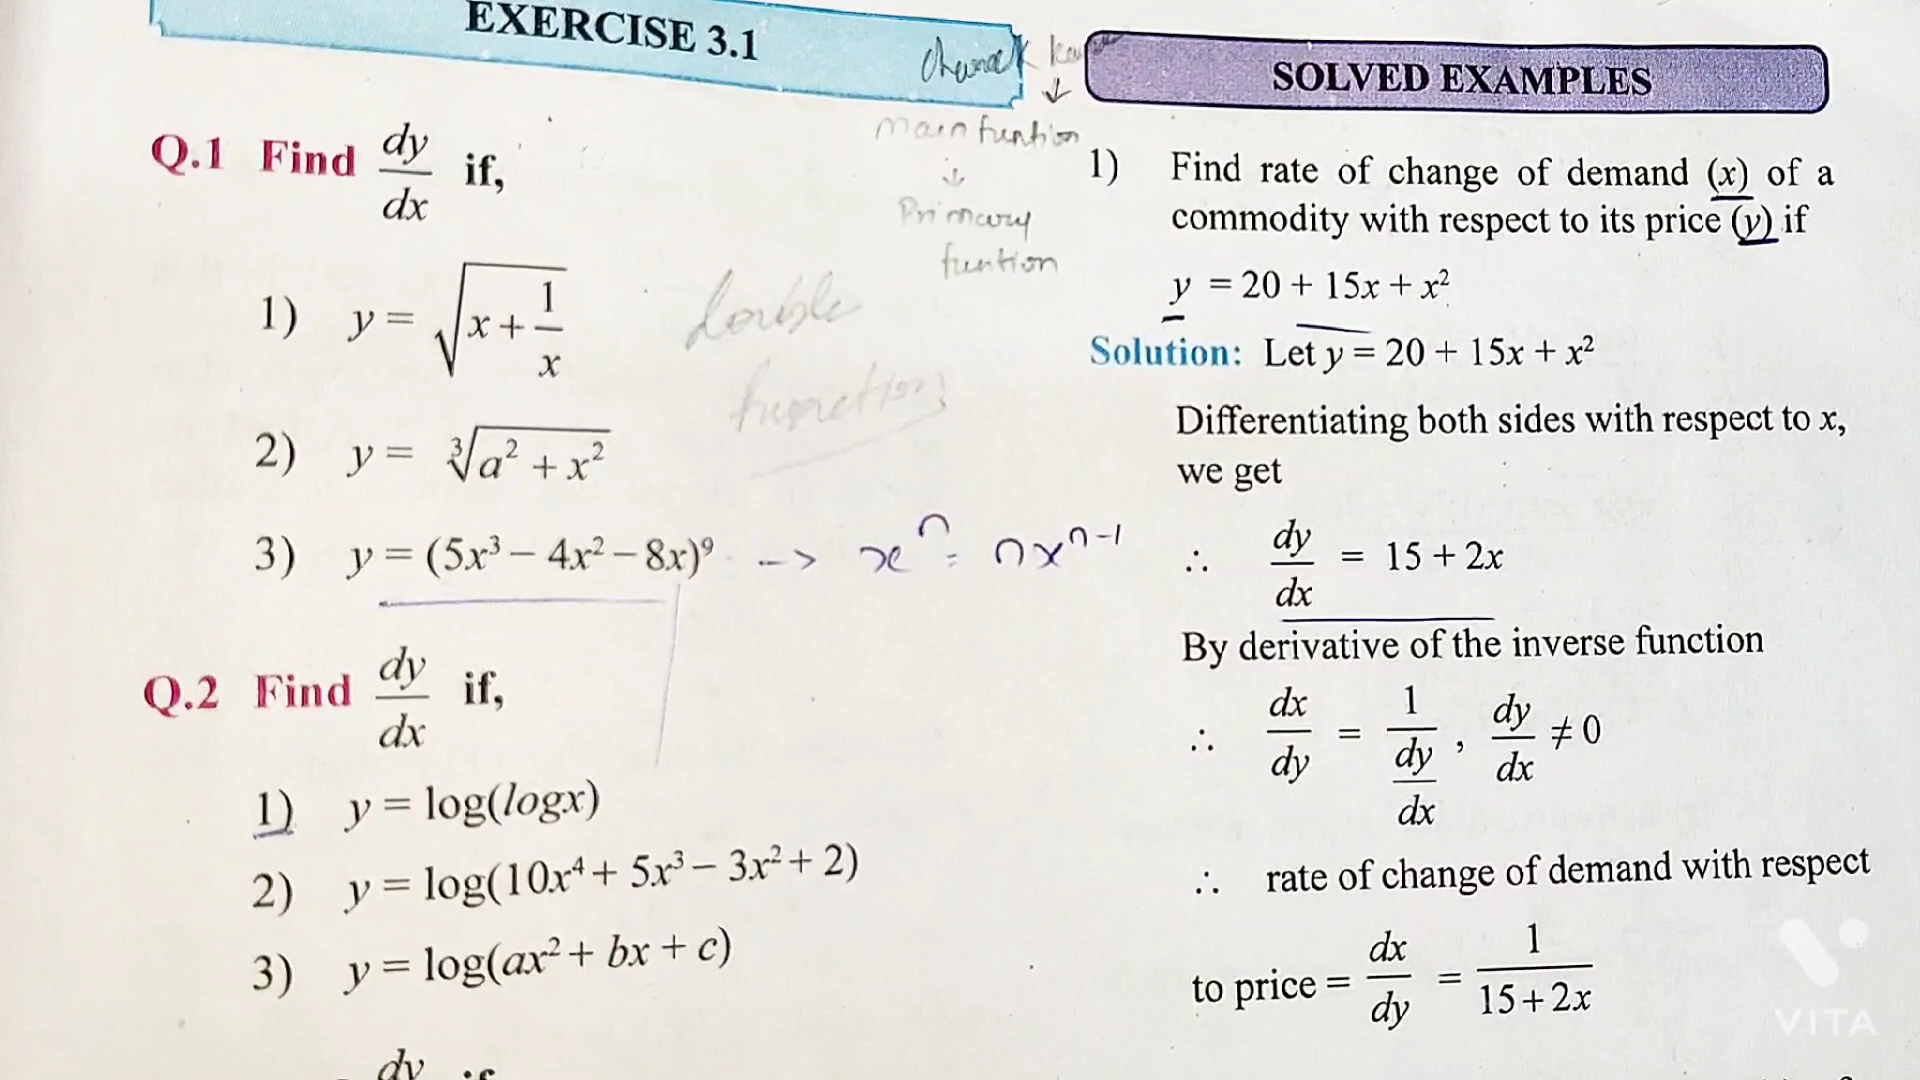 EXERCISE 3.1
Q.1 Find dy/dx if,
1) y = √(x + 1/x)
2) y = ∛(a² + x²)
3) y = (5x³ – 4x² – 8x)⁹ --> xⁿ = nxⁿ⁻¹
Q.2 Find dy/dx if,
1) y = log(logx)
2) y = log(10x⁴ + 5x³ – 3x² + 2)
3) y = log(ax² + bx + c)
dy
main funtion
↓
Primary
funtion
double
SOLVED EXAMPLES
1) Find rate of change of demand (x) of a
commodity with respect to its price (y) if
y = 20 + 15x + x²
Solution: Let y = 20 + 15x + x²
Differentiating both sides with respect to x,
we get
∴ dy/dx = 15 + 2x
By derivative of the inverse function
∴ dx/dy = 1/(dy/dx) , dy/dx ≠ 0
∴ rate of change of demand with respect
to price = dx/dy = 1/(15+2x)
VITA